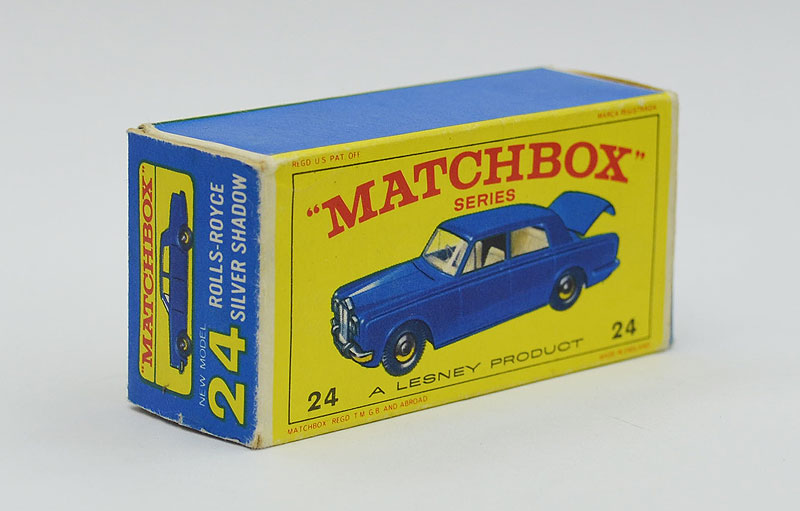 "MATCHBOX"
NEW MODEL
24
ROLLS-ROYCE
SILVER SHADOW
REGD U.S. PAT. OFF.
MARCA REGISTRADA
"MATCHBOX"
SERIES
24
A LESNEY PRODUCT
24
MATCHBOX REGD T.M. G.B. AND ABROAD
MADE IN ENGLAND